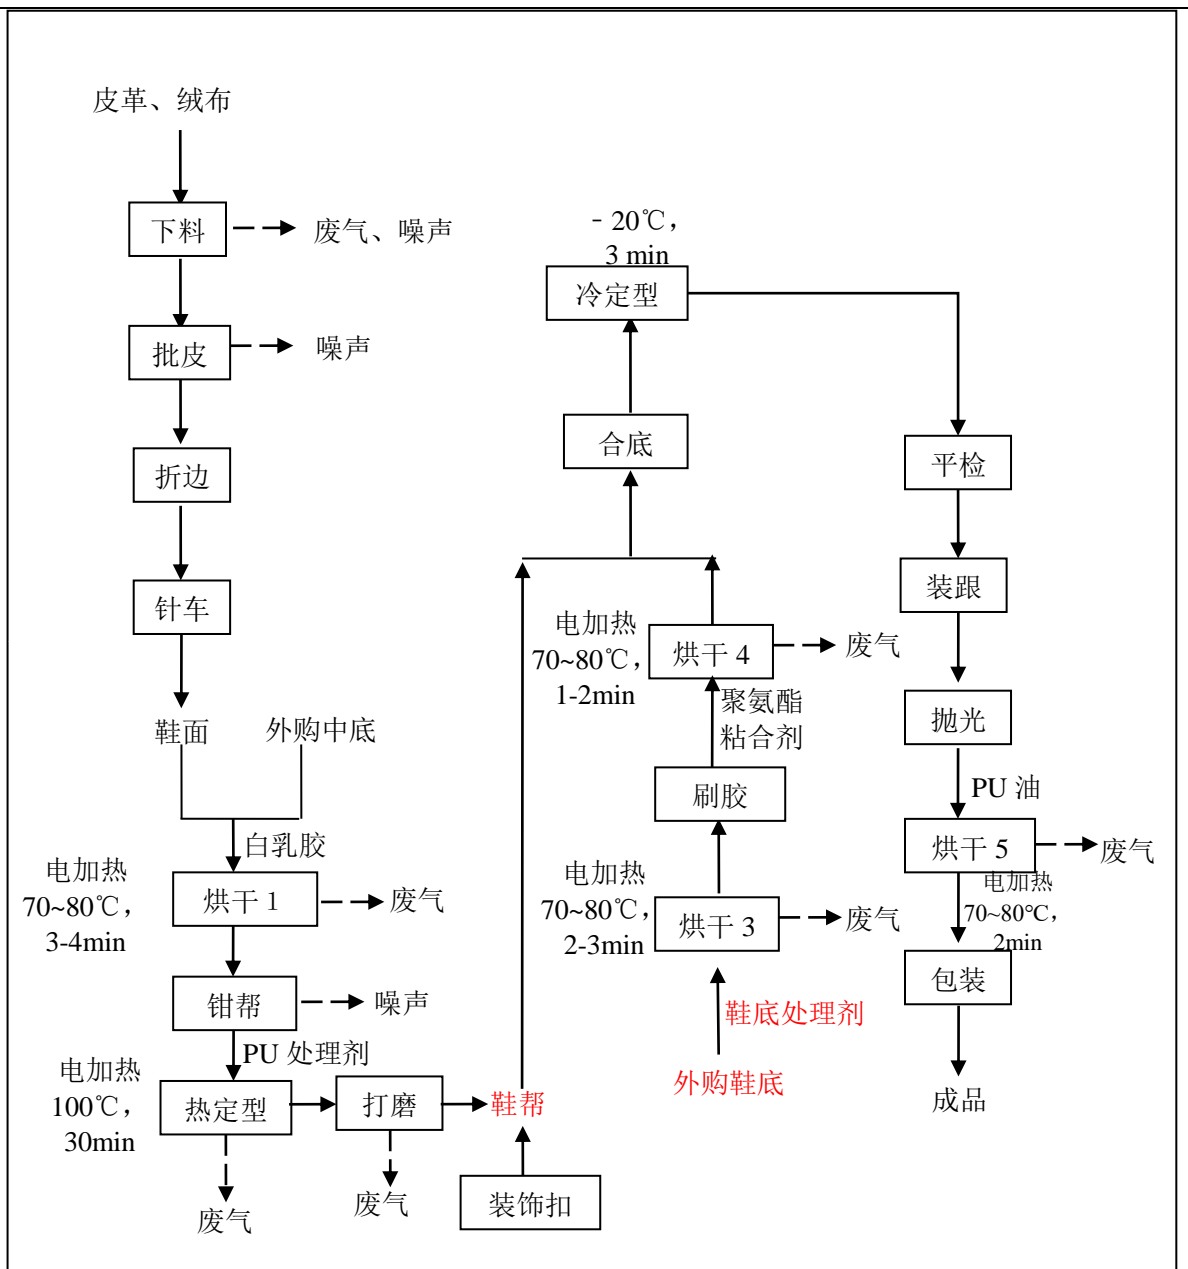 皮革、绒布
下料
废气、噪声
批皮
噪声
折边
针车
鞋面
外购中底
白乳胶
电加热
70~80℃，
3-4min
烘干 1
废气
钳帮
噪声
PU 处理剂
电加热
100℃，
30min
热定型
打磨
鞋帮
废气
废气
装饰扣
﹣20℃，
3 min
冷定型
合底
电加热
70~80℃，
1-2min
烘干 4
废气
聚氨酯
粘合剂
刷胶
电加热
70~80℃，
2-3min
烘干 3
废气
鞋底处理剂
外购鞋底
平检
装跟
抛光
PU 油
烘干 5
废气
电加热
70~80℃，
2min
包装
成品